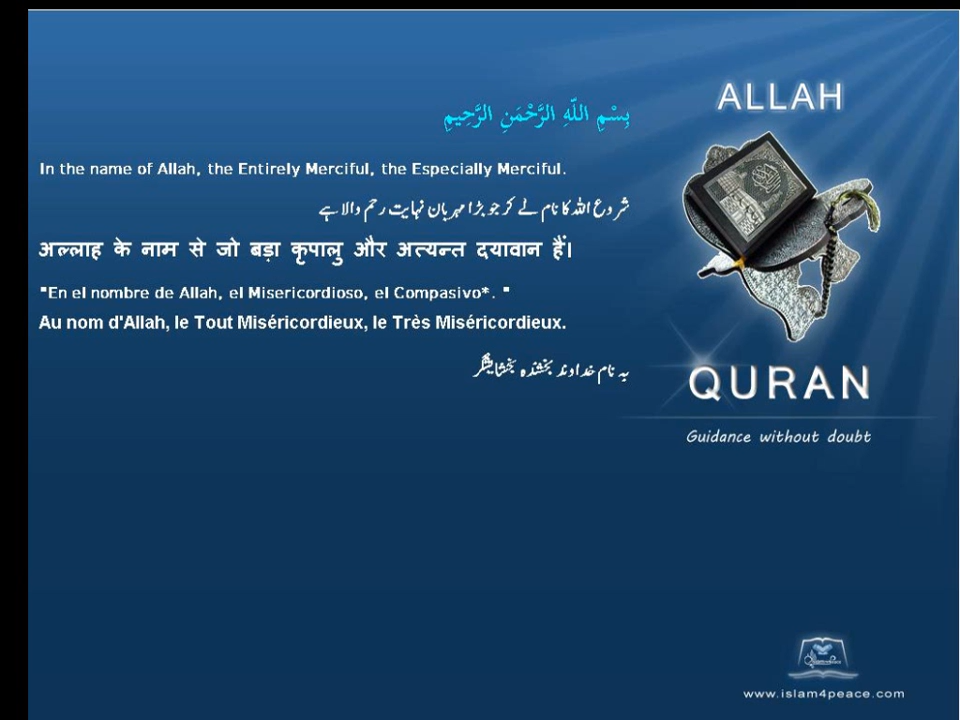 بِسْمِ اللّهِ الرَّحْمَنِ الرَّحِيمِ
In the name of Allah, the Entirely Merciful, the Especially Merciful.
شروع اللہ کا نام لے کر جو بڑا مہربان نہایت رحم والا ہے
अल्लाह के नाम से जो बड़ा कृपालु और अत्यन्त दयावान हैं।
"En el nombre de Allah, el Misericordioso, el Compasivo*. "
Au nom d'Allah, le Tout Miséricordieux, le Très Miséricordieux.
به نام خداوند بخشنده بخشایشگر
ALLAH
QURAN
Guidance without doubt
www.islam4peace.com